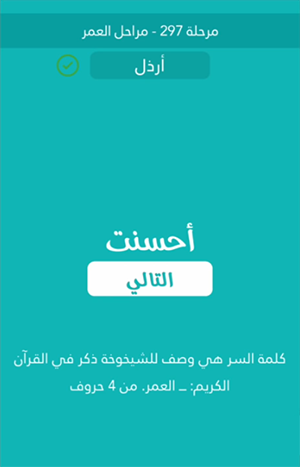 مرحلة 297 - مراحل العمر
أرذل
أحسنت
التالي
كلمة السر هي وصف للشيخوخة ذكر في القرآن
الكريم: ــ العمر. من 4 حروف